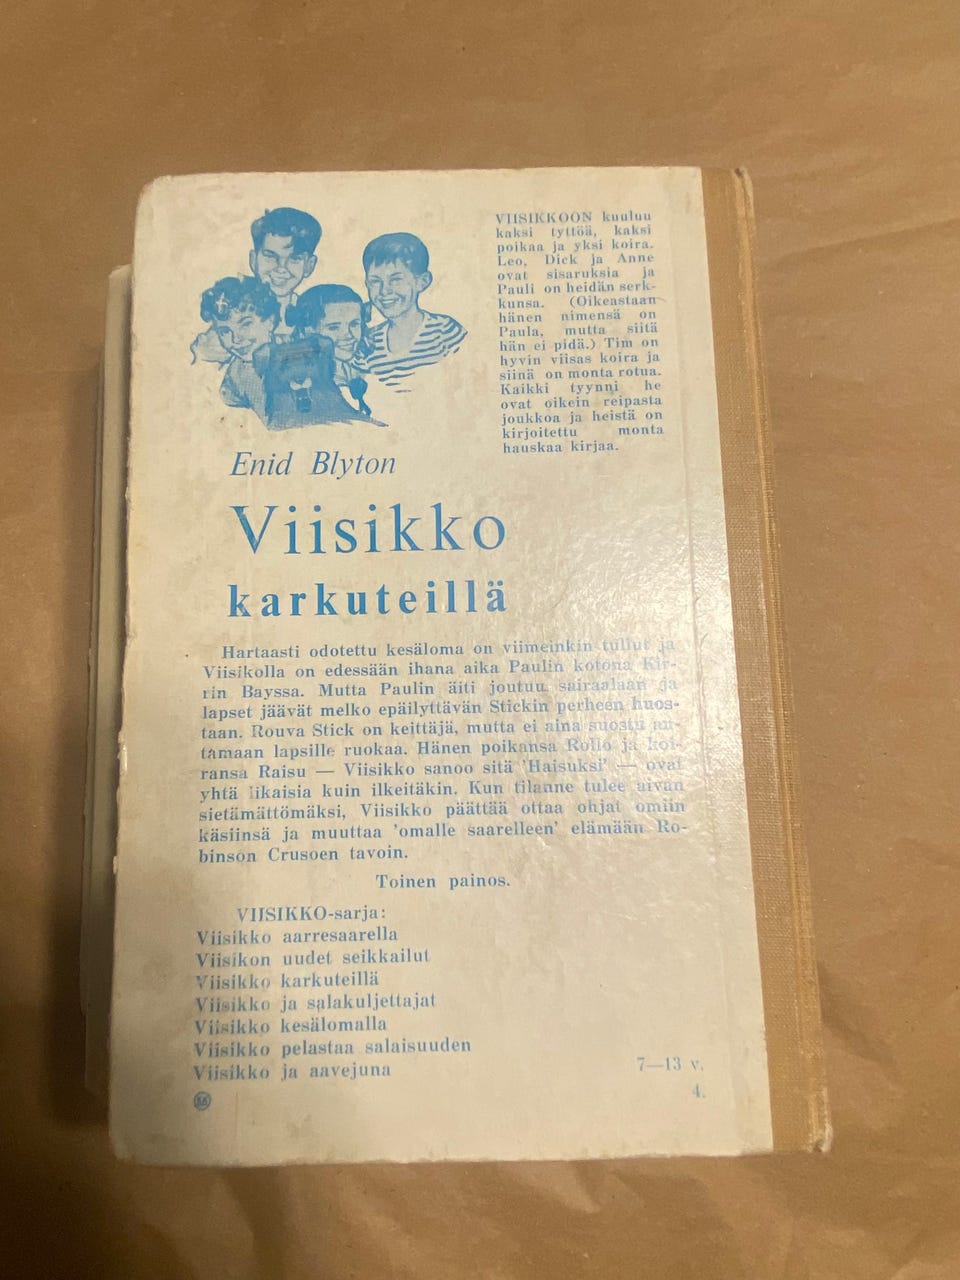 VIISIKKOON kuuluu
kaksi tyttöä, kaksi
poikaa ja yksi koira.
Leo, Dick ja Anne
ovat sisaruksia ja
Pauli on heidän serk-
kunsa. (Oikeastaan
hänen nimensä on
Paula, mutta siitä
hän ei pidä.) Tim on
hyvin viisas koira ja
siinä on monta rotua.
Kaikki tyynni he
ovat oikein reipasta
joukkoa ja heistä on
kirjoitettu monta
hauskaa kirjaa.
Enid Blyton
Viisikko
karkuteillä
Hartaasti odotettu kesäloma on viimeinkin tullut ja
Viisikolla on edessään ihana aika Paulin kotona Kir-
rin Bayssa. Mutta Paulin äiti joutuu sairaalaan ja
lapset jäävät melko epäilyttävän Stickin perheen huos-
taan. Rouva Stick on keittäjä, mutta ei aina suostu an-
tamaan lapsille ruokaa. Hänen poikansa Rollo ja koi-
ransa Raisu — Viisikko sanoo sitä 'Haisuksi' — ovat
yhtä likaisia kuin ilkeitäkin. Kun tilanne tulee aivan
sietämättömäksi, Viisikko päättää ottaa ohjat omiin
käsiinsä ja muuttaa 'omalle saarelleen' elämään Ro-
binson Crusoen tavoin.
Toinen painos.
VIISIKKO-sarja:
Viisikko aarresaarella
Viisikon uudet seikkailut
Viisikko karkuteillä
Viisikko ja salakuljettajat
Viisikko kesälomalla
Viisikko pelastaa salaisuuden
Viisikko ja aavejuna
7—13 v.
4.